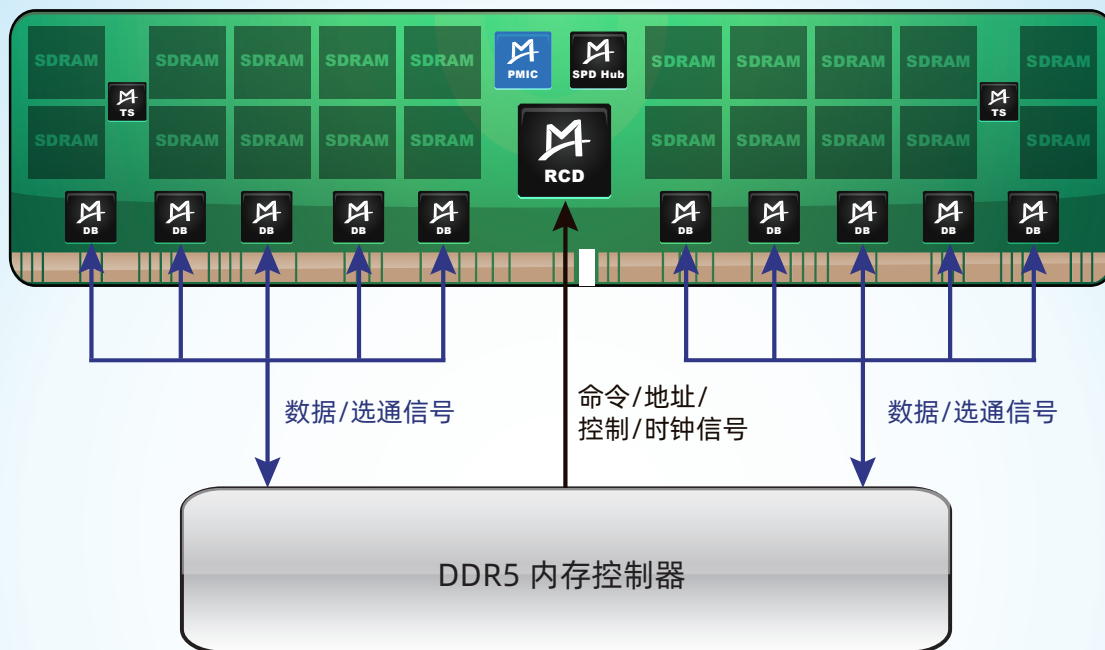 SDRAM SDRAM SDRAM SDRAM SDRAM PMIC SPD Hub SDRAM SDRAM SDRAM SDRAM SDRAM
TS TS
SDRAM SDRAM SDRAM SDRAM SDRAM RCD SDRAM SDRAM SDRAM SDRAM SDRAM
DB DB DB DB DB DB DB DB DB DB
数据/选通信号
命令/地址/
控制/时钟信号
数据/选通信号
DDR5 内存控制器